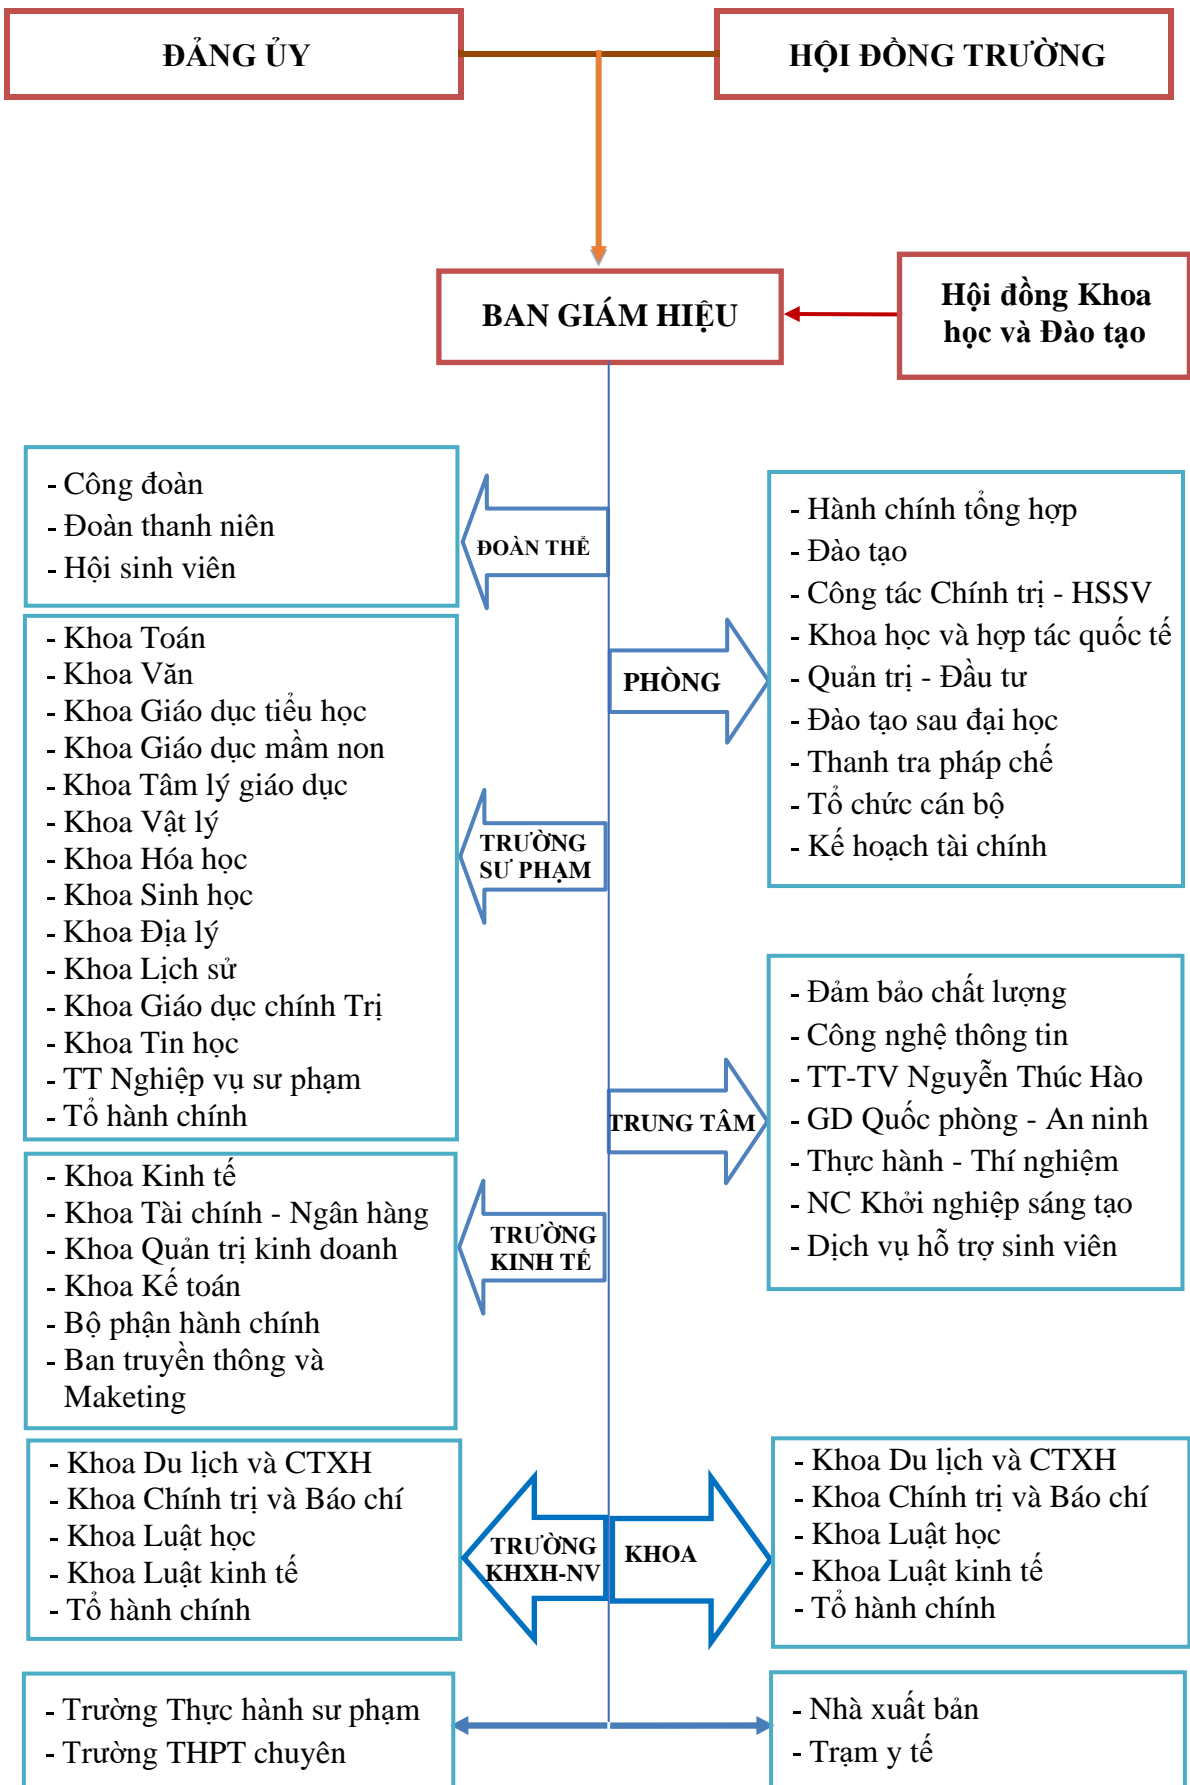 ĐẢNG ỦY
HỘI ĐỒNG TRƯỜNG
BAN GIÁM HIỆU
Hội đồng Khoa
học và Đào tạo
- Công đoàn
- Đoàn thanh niên
- Hội sinh viên
ĐOÀN THỂ
- Hành chính tổng hợp
- Đào tạo
- Công tác Chính trị - HSSV
- Khoa học và hợp tác quốc tế
- Quản trị - Đầu tư
- Đào tạo sau đại học
- Thanh tra pháp chế
- Tổ chức cán bộ
- Kế hoạch tài chính
PHÒNG
- Khoa Toán
- Khoa Văn
- Khoa Giáo dục tiểu học
- Khoa Giáo dục mầm non
- Khoa Tâm lý giáo dục
- Khoa Vật lý
- Khoa Hóa học
- Khoa Sinh học
- Khoa Địa lý
- Khoa Lịch sử
- Khoa Giáo dục chính Trị
- Khoa Tin học
- TT Nghiệp vụ sư phạm
- Tổ hành chính
TRƯỜNG
SƯ PHẠM
- Đảm bảo chất lượng
- Công nghệ thông tin
- TT-TV Nguyễn Thúc Hào
- GD Quốc phòng - An ninh
- Thực hành - Thí nghiệm
- NC Khởi nghiệp sáng tạo
- Dịch vụ hỗ trợ sinh viên
TRUNG TÂM
- Khoa Kinh tế
- Khoa Tài chính - Ngân hàng
- Khoa Quản trị kinh doanh
- Khoa Kế toán
- Bộ phận hành chính
- Ban truyền thông và
Maketing
TRƯỜNG
KINH TẾ
- Khoa Du lịch và CTXH
- Khoa Chính trị và Báo chí
- Khoa Luật học
- Khoa Luật kinh tế
- Tổ hành chính
TRƯỜNG
KHXH-NV
KHOA
- Khoa Du lịch và CTXH
- Khoa Chính trị và Báo chí
- Khoa Luật học
- Khoa Luật kinh tế
- Tổ hành chính
- Trường Thực hành sư phạm
- Trường THPT chuyên
- Nhà xuất bản
- Trạm y tế